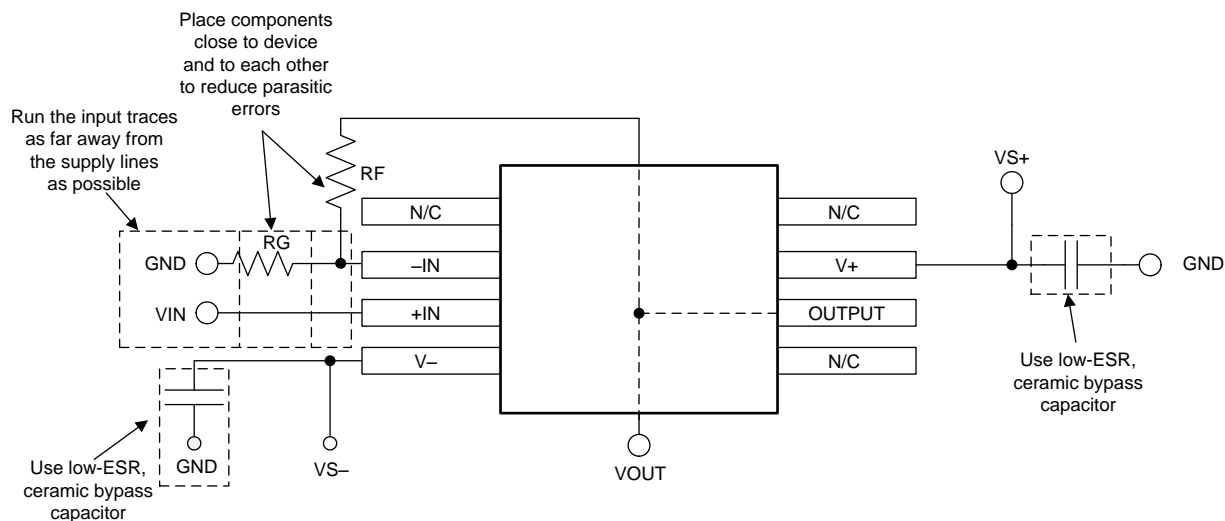 Place components
close to device
and to each other
to reduce parasitic
errors
Run the input traces
as far away from
the supply lines
as possible
RF
VS+
N/C
N/C
RG
GND
–IN
V+
GND
VIN
+IN
OUTPUT
V–
N/C
Use low-ESR,
ceramic bypass
capacitor
GND
VS–
VOUT
Use low-ESR,
ceramic bypass
capacitor